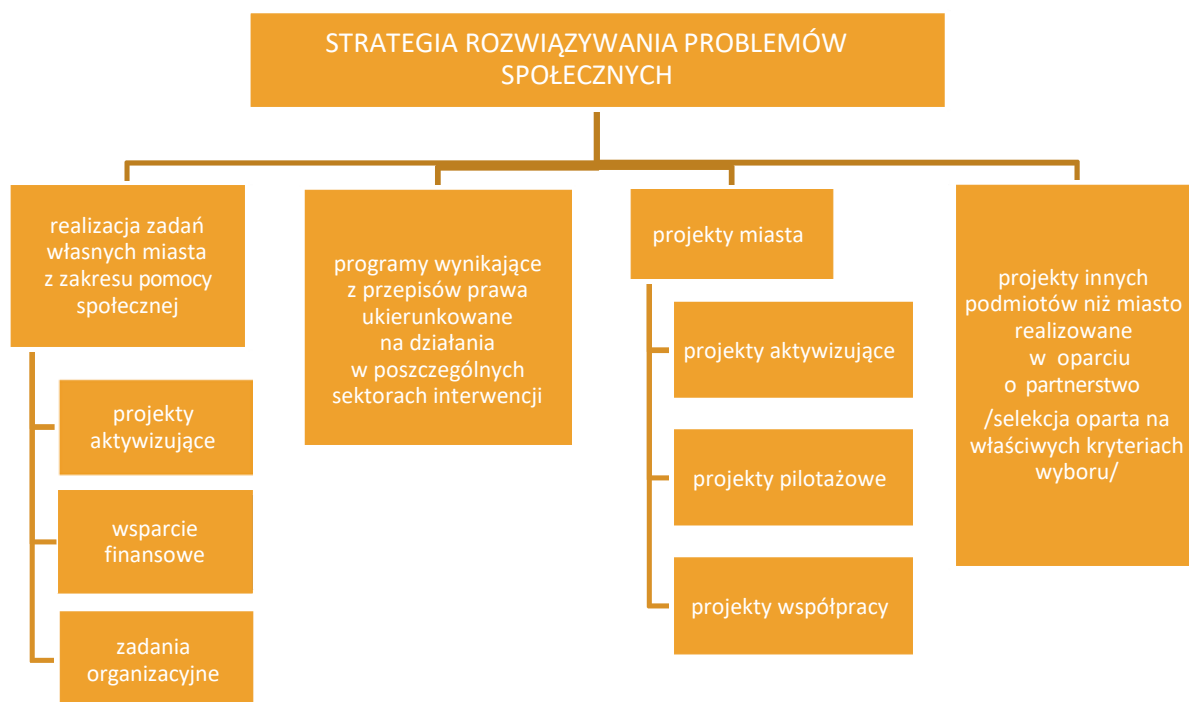 STRATEGIA ROZWIĄZYWANIA PROBLEMÓW
SPOŁECZNYCH
realizacja zadań
własnych miasta
z zakresu pomocy
społecznej
projekty
aktywizujące
wsparcie
finansowe
zadania
organizacyjne
programy wynikające
z przepisów prawa
ukierunkowane
na działania
w poszczególnych
sektorach interwencji
projekty miasta
projekty aktywizujące
projekty pilotażowe
projekty współpracy
projekty innych
podmiotów niż miasto
realizowane
w oparciu
o partnerstwo
/selekcja oparta na
właściwych kryteriach
wyboru/